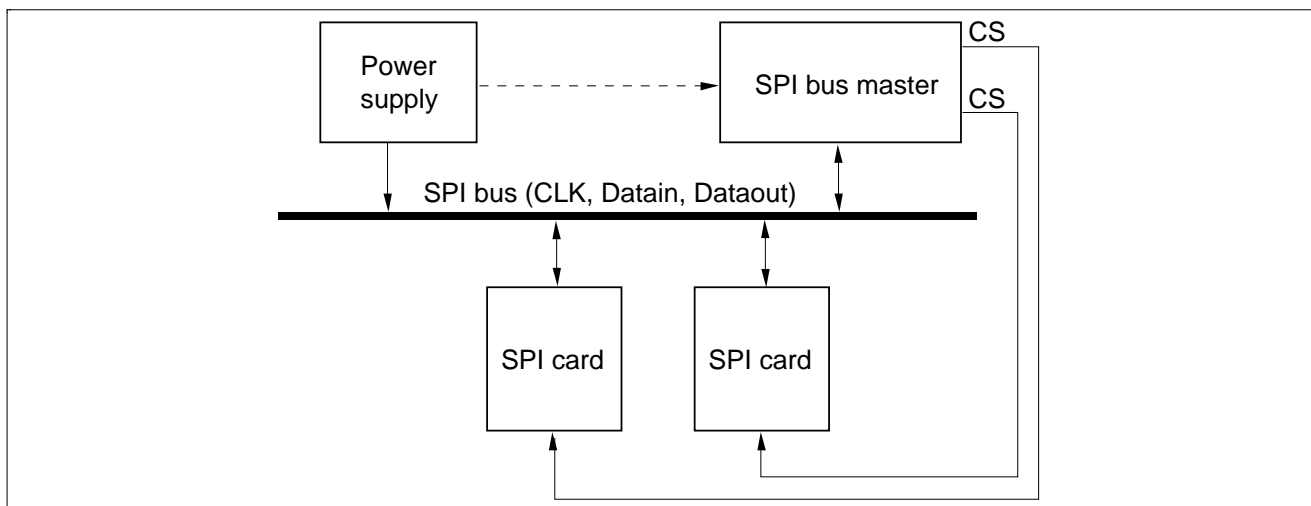 Power
supply
SPI bus master
CS
CS
SPI bus (CLK, Datain, Dataout)
SPI card
SPI card